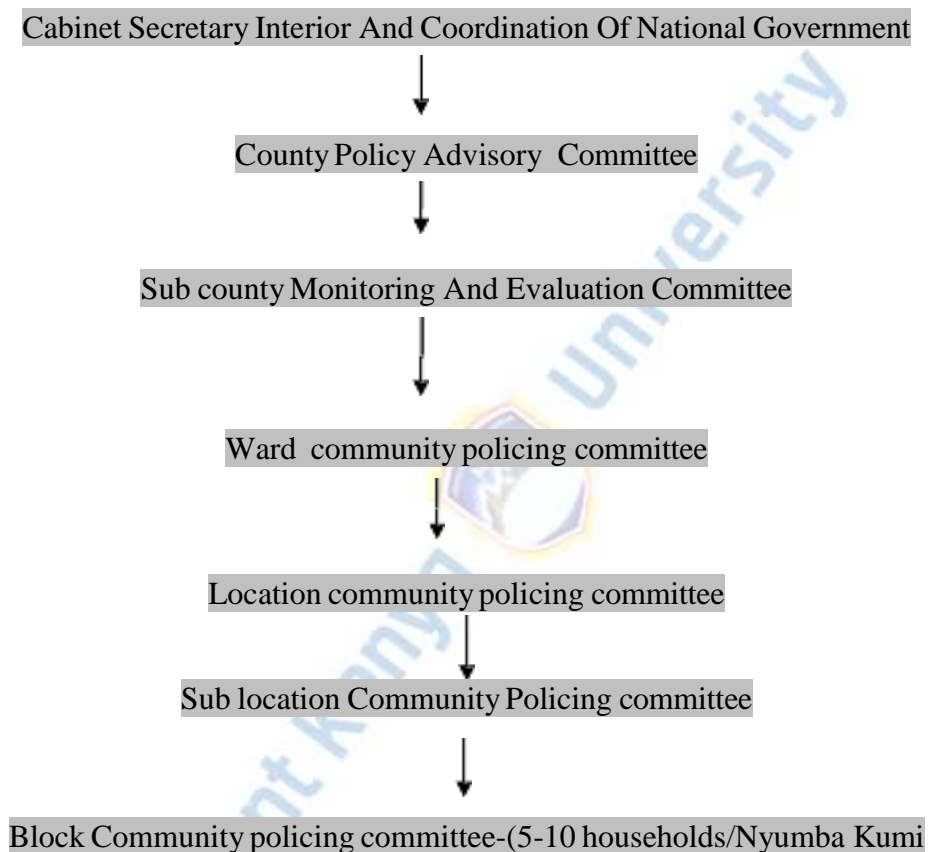 Cabinet Secretary Interior And Coordination Of National Government
County Policy Advisory Committee
Sub county Monitoring And Evaluation Committee
Ward community policing committee
Location community policing committee
Sub location Community Policing committee
Block Community policing committee-(5-10 households/Nyumba Kumi
University